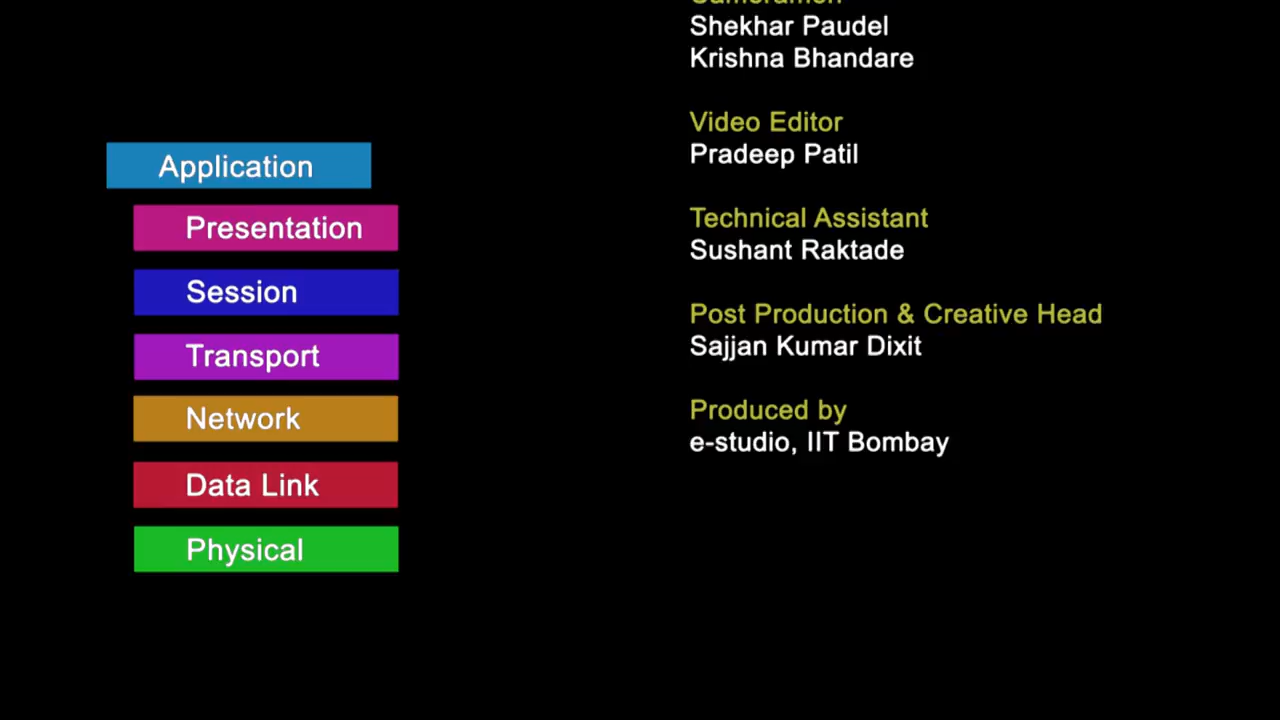 Application
Presentation
Session
Transport
Network
Data Link
Physical
Shekhar Paudel
Krishna Bhandare
Video Editor
Pradeep Patil
Technical Assistant
Sushant Raktade
Post Production & Creative Head
Sajjan Kumar Dixit
Produced by
e-studio, IIT Bombay